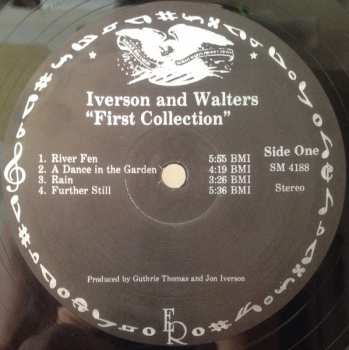 Iverson and Walters
"First Collection"
Side One
SM 4188
Stereo
1. River Fen 5:55 BMI
2. A Dance in the Garden 4:19 BMI
3. Rain 3:26 BMI
4. Further Still 5:36 BMI
Produced by Guthrie Thomas and Jon Iverson
ER